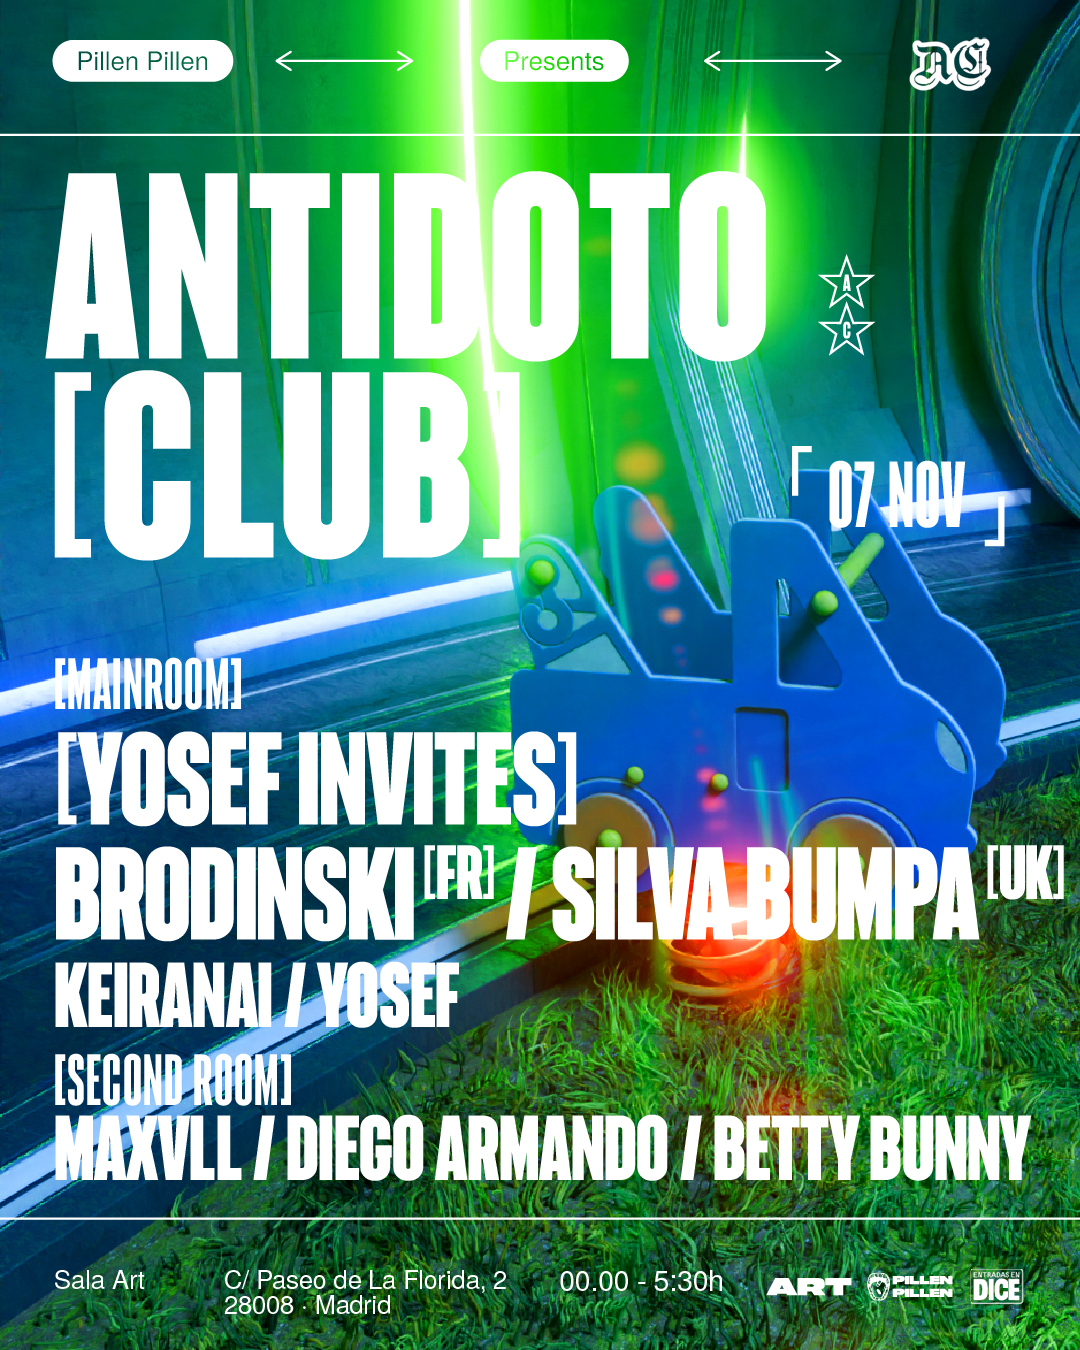 Pillen Pillen
Presents
AC
ANTIDOTO
[CLUB]
A
C
07 NOV
[MAINROOM]
[YOSEF INVITES]
BRODINSKI [FR] / SILVA BUMPA [UK]
KEIRANAI / YOSEF
[SECOND ROOM]
MAXVLL / DIEGO ARMANDO / BETTY BUNNY
Sala Art
C/ Paseo de La Florida, 2
28008 · Madrid
00.00 - 5:30h
ART
PILLEN
PILLEN
ENTRADAS EN
DICE